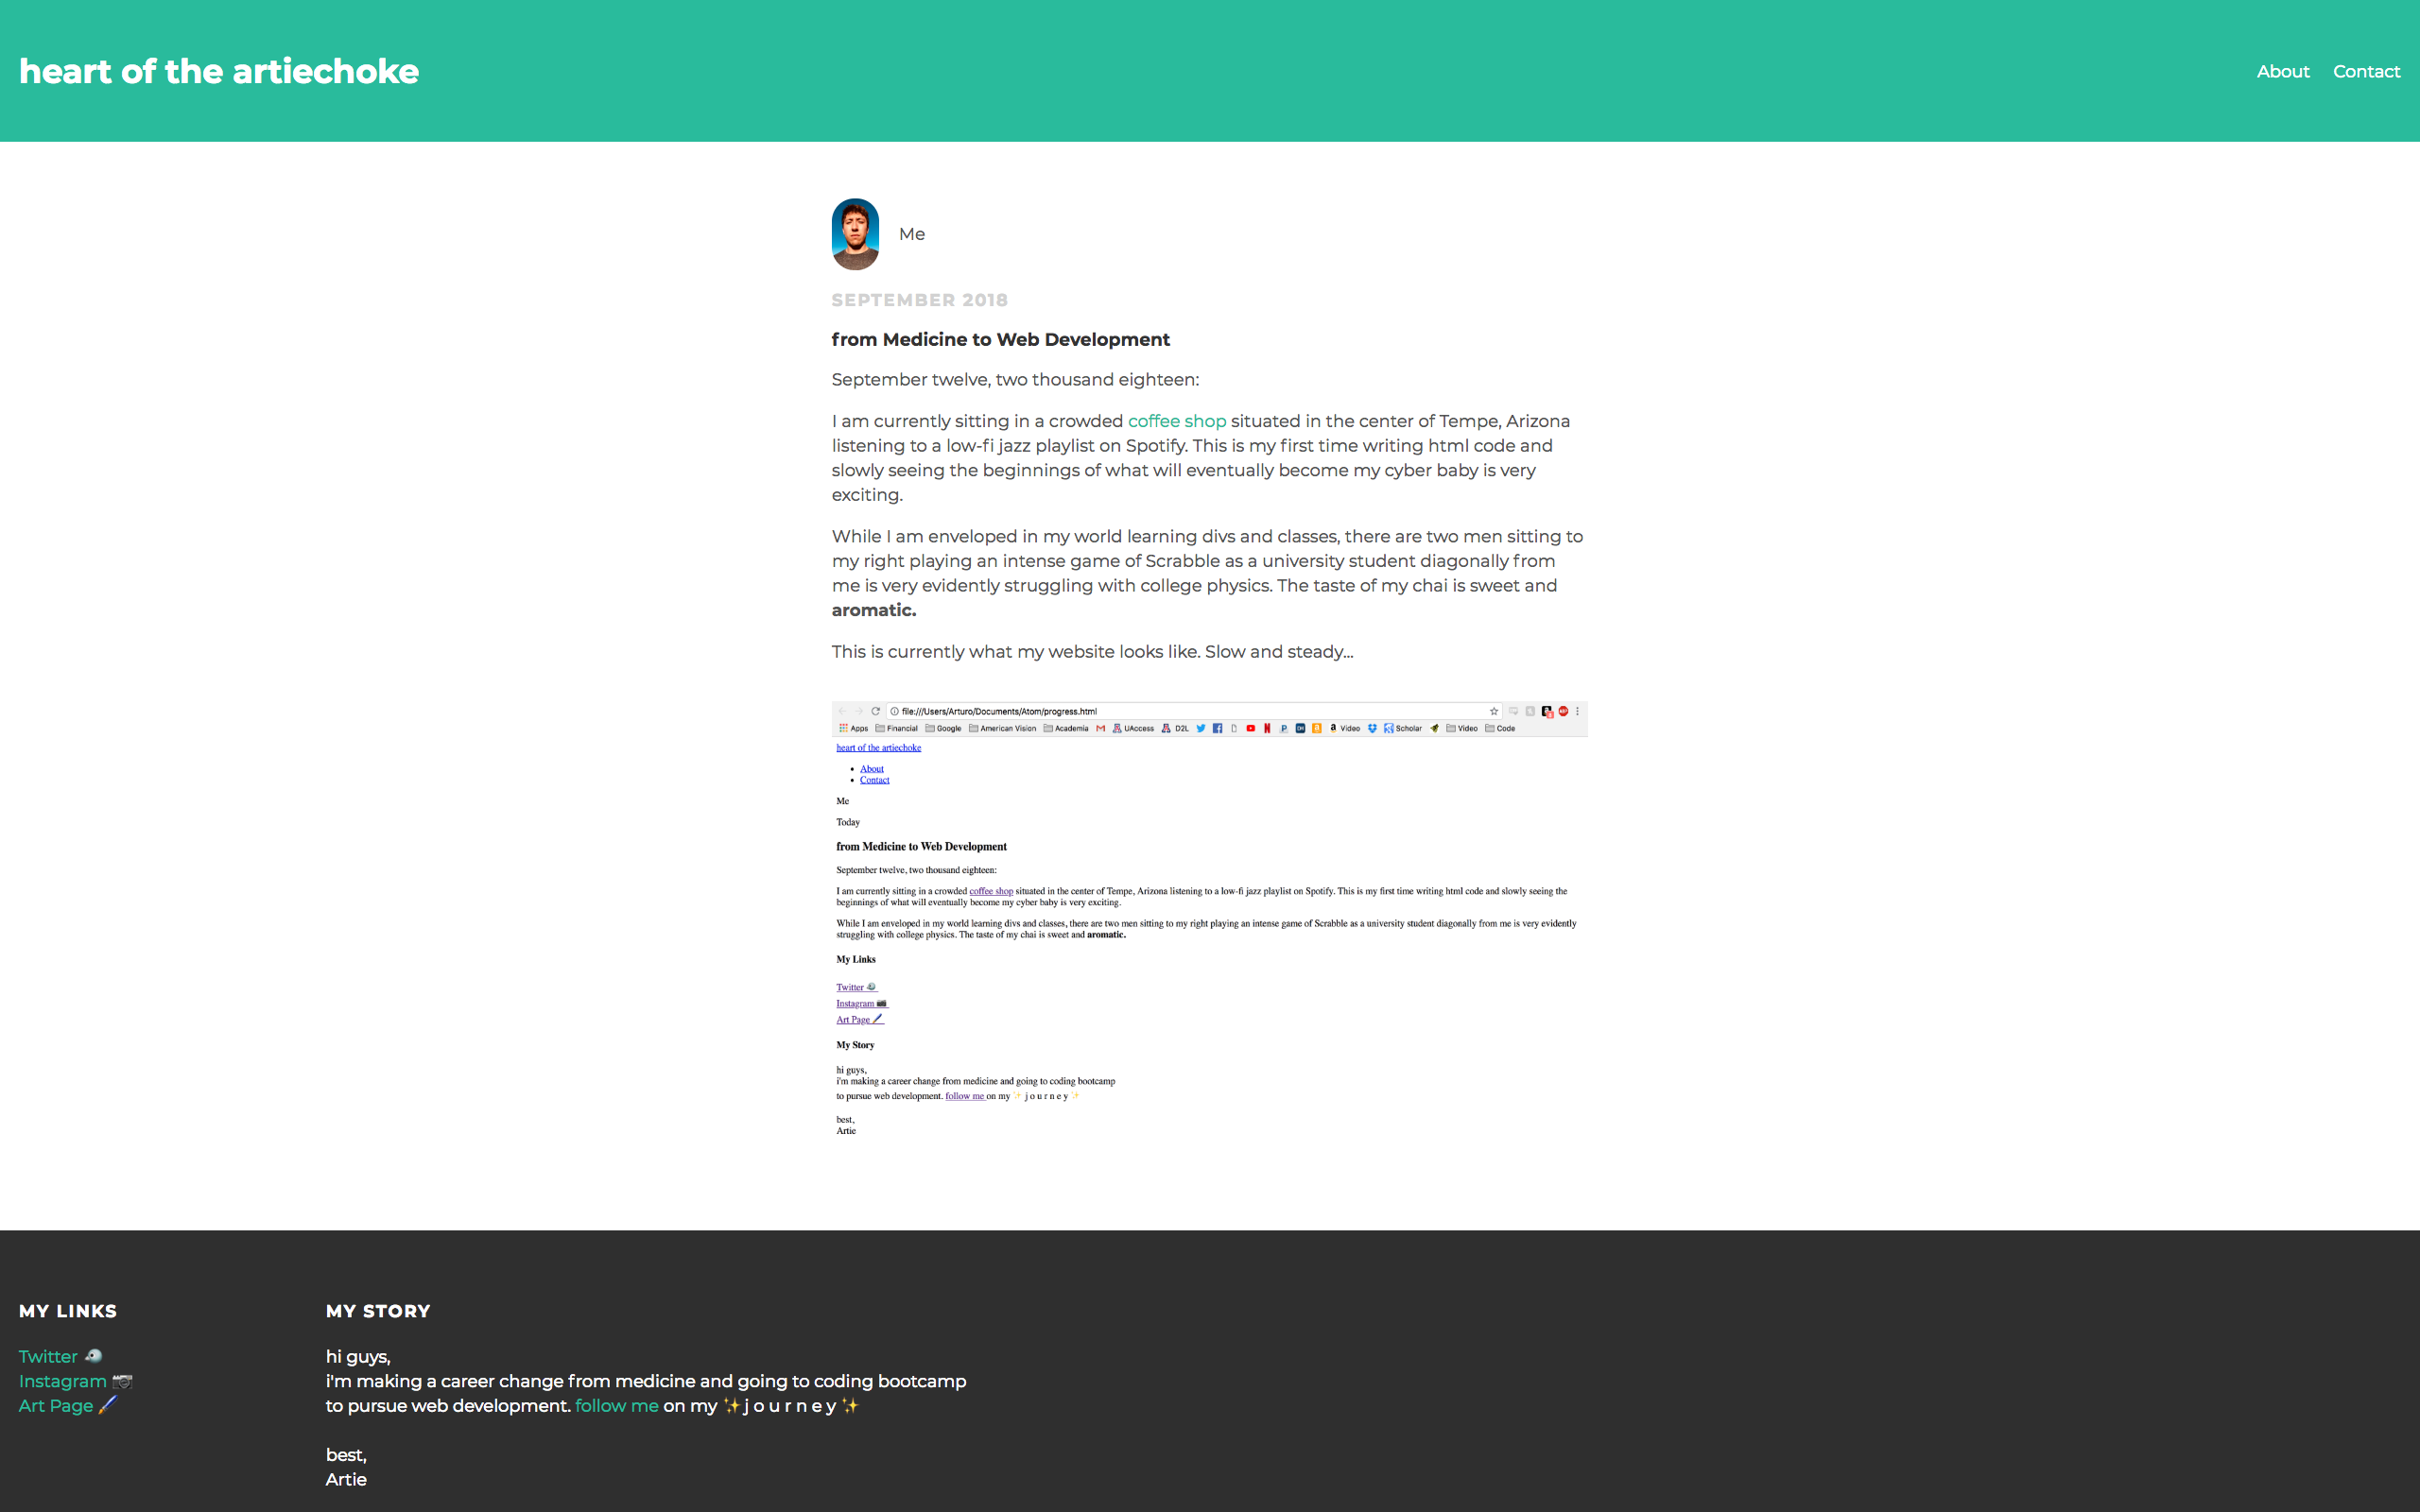 heart of the artiechoke
About Contact
Me
SEPTEMBER 2018
from Medicine to Web Development
September twelve, two thousand eighteen:
I am currently sitting in a crowded coffee shop situated in the center of Tempe, Arizona
listening to a low-fi jazz playlist on Spotify. This is my first time writing html code and
slowly seeing the beginnings of what will eventually become my cyber baby is very
exciting.
While I am enveloped in my world learning divs and classes, there are two men sitting to
my right playing an intense game of Scrabble as a university student diagonally from
me is very evidently struggling with college physics. The taste of my chai is sweet and
aromatic.
This is currently what my website looks like. Slow and steady...
file:///Users/Arturo/Documents/Atom/progress.html
Apps Financial Google American Vision Academia UAccess D2L Video Scholar Video Code
heart of the artiechoke
• About
• Contact
Me
Today
from Medicine to Web Development
September twelve, two thousand eighteen:
I am currently sitting in a crowded coffee shop situated in the center of Tempe, Arizona listening to a low-fi jazz playlist on Spotify. This is my first time writing html code and slowly seeing the
beginnings of what will eventually become my cyber baby is very exciting.
While I am enveloped in my world learning divs and classes, there are two men sitting to my right playing an intense game of Scrabble as a university student diagonally from me is very evidently
struggling with college physics. The taste of my chai is sweet and aromatic.
My Links
Twitter
Instagram 📷
Art Page 🖌️
My Story
hi guys,
i'm making a career change from medicine and going to coding bootcamp
to pursue web development. follow me on my ✨ j o u r n e y ✨
best,
Artie
MY LINKS
Twitter
Instagram 📷
Art Page 🖌️
MY STORY
hi guys,
i'm making a career change from medicine and going to coding bootcamp
to pursue web development. follow me on my ✨ j o u r n e y ✨
best,
Artie